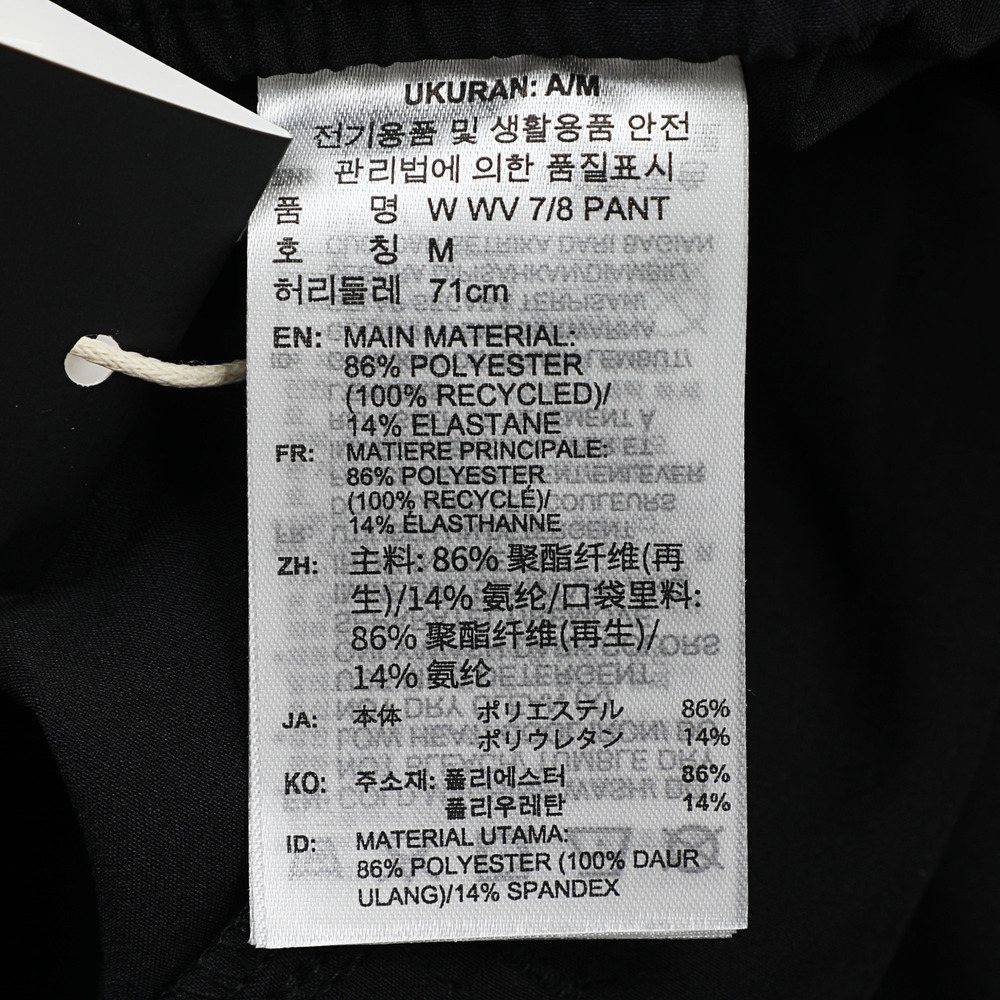 UKURAN: A/M
전기용품 및 생활용품 안전
관리법에 의한 품질표시
품 명 W WV 7/8 PANT
호 칭 M
허리둘레 71cm
EN: MAIN MATERIAL:
86% POLYESTER
(100% RECYCLED)/
14% ELASTANE
FR: MATIERE PRINCIPALE:
86% POLYESTER
(100% RECYCLÉ)/
14% ÉLASTHANNE
ZH: 主料: 86% 聚酯纤维(再
生)/14% 氨纶/口袋里料:
86% 聚酯纤维(再生)/
14% 氨纶
JA: 本体 ポリエステル 86%
ポリウレタン 14%
KO: 주소재: 폴리에스터 86%
폴리우레탄 14%
ID: MATERIAL UTAMA:
86% POLYESTER (100% DAUR
ULANG)/14% SPANDEX